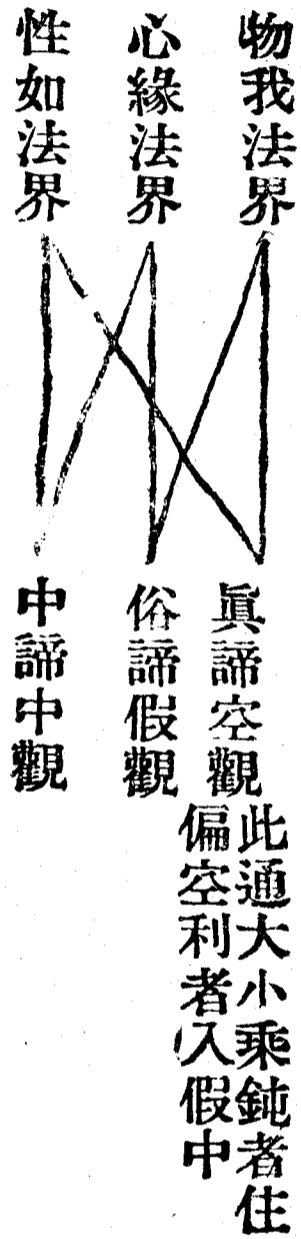 物我法界
心緣法界
性如法界
眞諦空觀
此通大小乘鈍者住
偏空利者入假中
俗諦假觀
中諦中觀